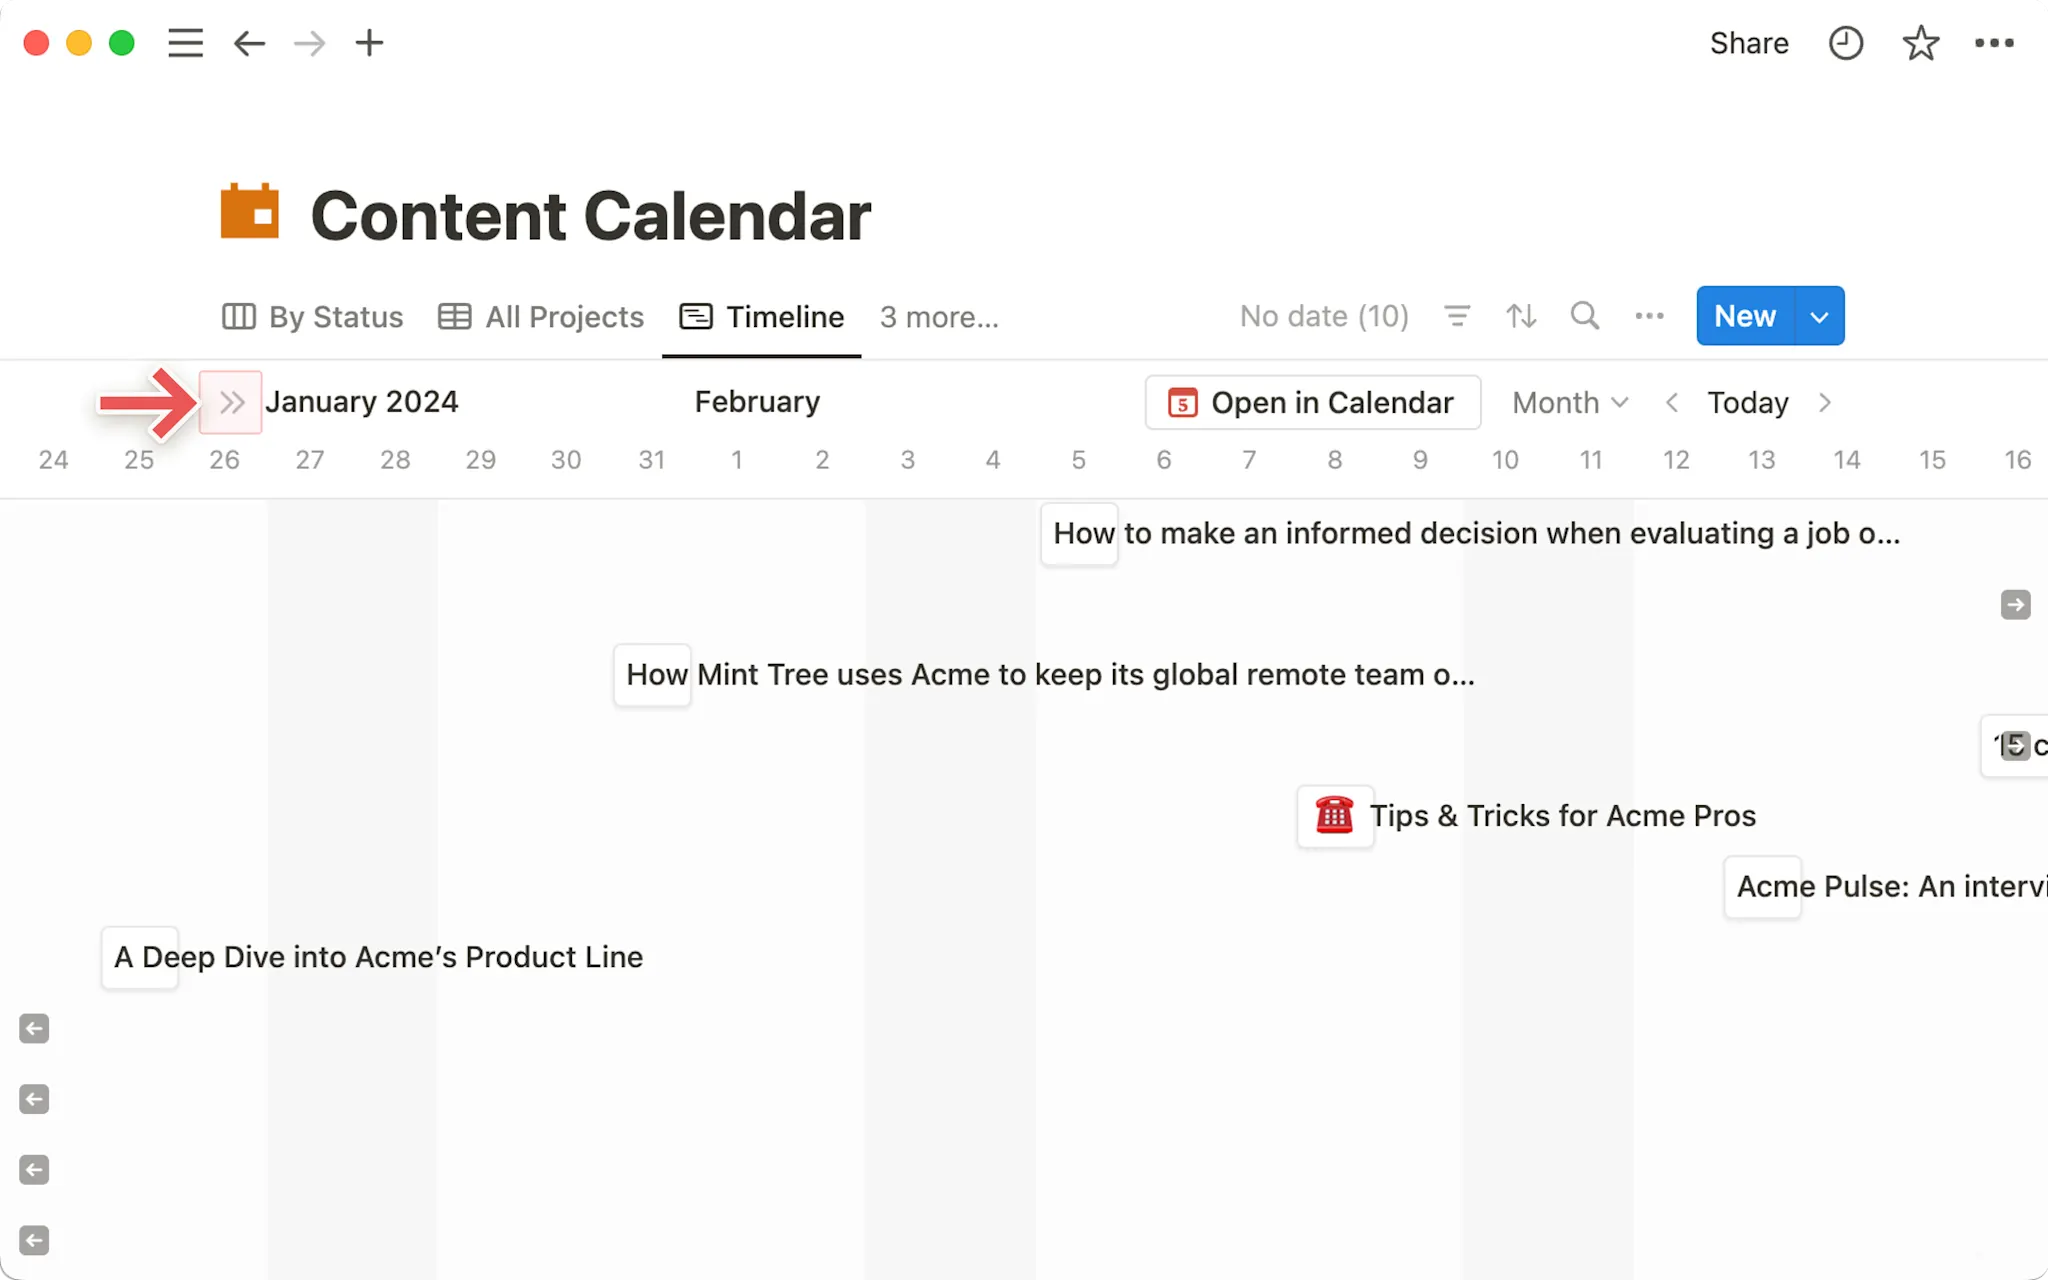 Share
Content Calendar
By Status All Projects Timeline 3 more... No date (10) New
January 2024 February 5 Open in Calendar Month Today
24 25 26 27 28 29 30 31 1 2 3 4 5 6 7 8 9 10 11 12 13 14 15 16
How to make an informed decision when evaluating a job o...
How Mint Tree uses Acme to keep its global remote team o...
15 c
Tips & Tricks for Acme Pros
Acme Pulse: An intervi
A Deep Dive into Acme’s Product Line